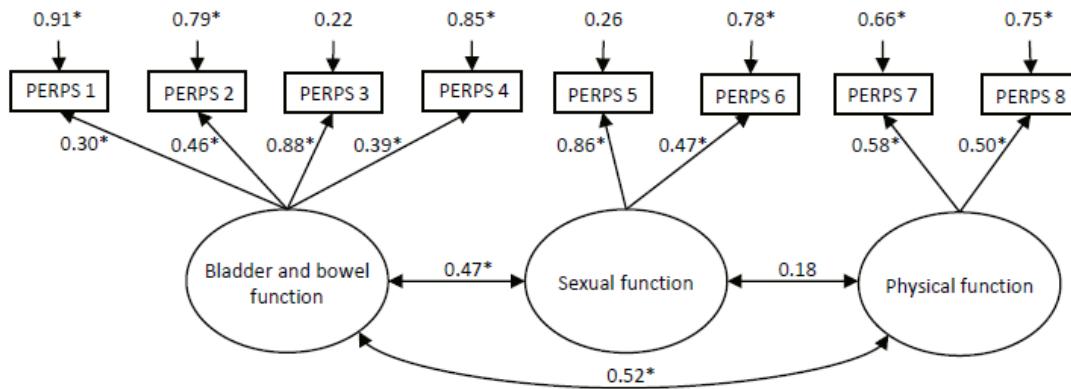 0.91* 0.79* 0.22 0.85* 0.26 0.78* 0.66* 0.75*
PERPS 1 PERPS 2 PERPS 3 PERPS 4 PERPS 5 PERPS 6 PERPS 7 PERPS 8
0.30* 0.46* 0.88* 0.39* 0.86* 0.47* 0.58* 0.50*
Bladder and bowel
function
0.47*
Sexual function
0.18
Physical function
0.52*